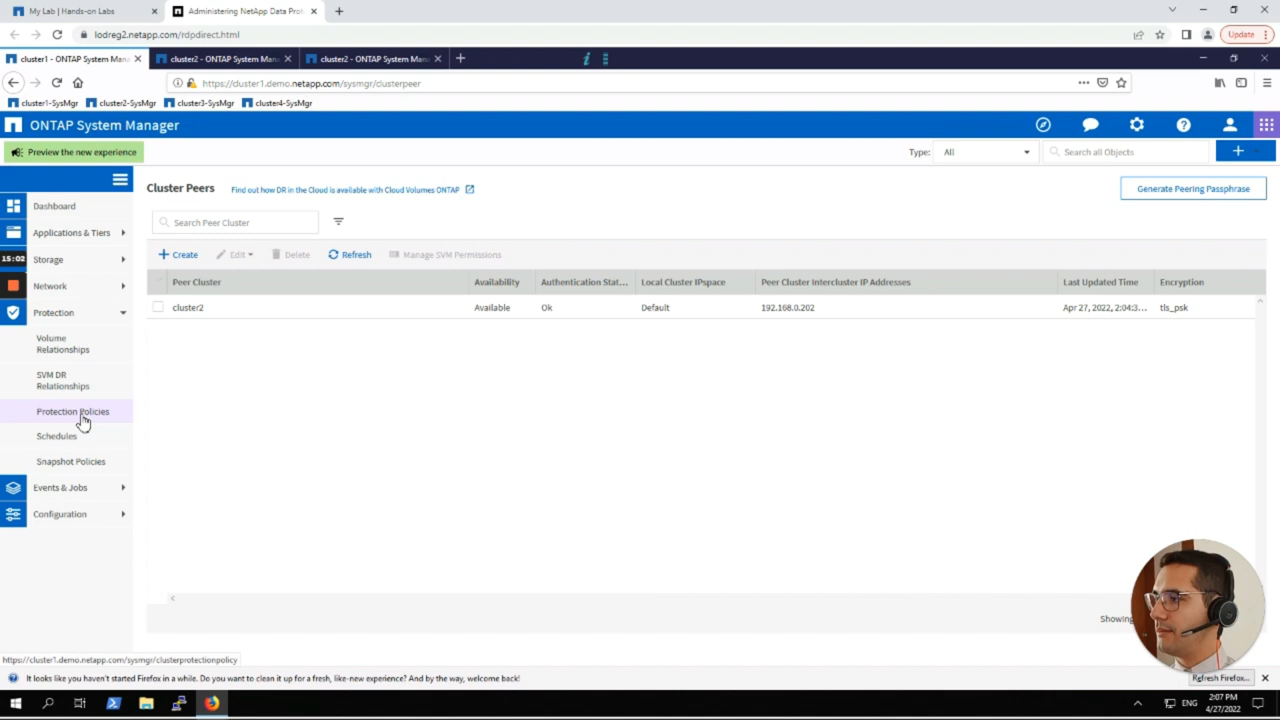 My Lab | Hands-on Labs
Administering NetApp Data Prot
lodreg2.netapp.com/rdpdirect.html
Update
cluster1 - ONTAP System Mana
cluster2 - ONTAP System Mana
cluster2 - ONTAP System Mana
https://cluster1.demo.netapp.com/sysmgr/clusterpeer
cluster1-SysMgr
cluster2-SysMgr
cluster3-SysMgr
cluster4-SysMgr
ONTAP System Manager
Preview the new experience
Type: All
Search all Objects
Dashboard
Applications & Tiers
15:02
Storage
Network
Protection
Volume
Relationships
SVM DR
Relationships
Protection Policies
Schedules
Snapshot Policies
Events & Jobs
Configuration
Cluster Peers
Find out how DR in the Cloud is available with Cloud Volumes ONTAP
Generate Peering Passphrase
Search Peer Cluster
Create
Edit
Delete
Refresh
Manage SVM Permissions
Peer Cluster Availability Authentication Stat... Local Cluster IPspace Peer Cluster Intercluster IP Addresses Last Updated Time Encryption
cluster2 Available Ok Default 192.168.0.202 Apr 27, 2022, 2:04:3... tls_psk
Showing
https://cluster1.demo.netapp.com/sysmgr/clusterprotectionpolicy
It looks like you haven't started Firefox in a while. Do you want to clean it up for a fresh, like-new experience? And by the way, welcome back!
Refresh Firefox...
ENG
2:07 PM
4/27/2022